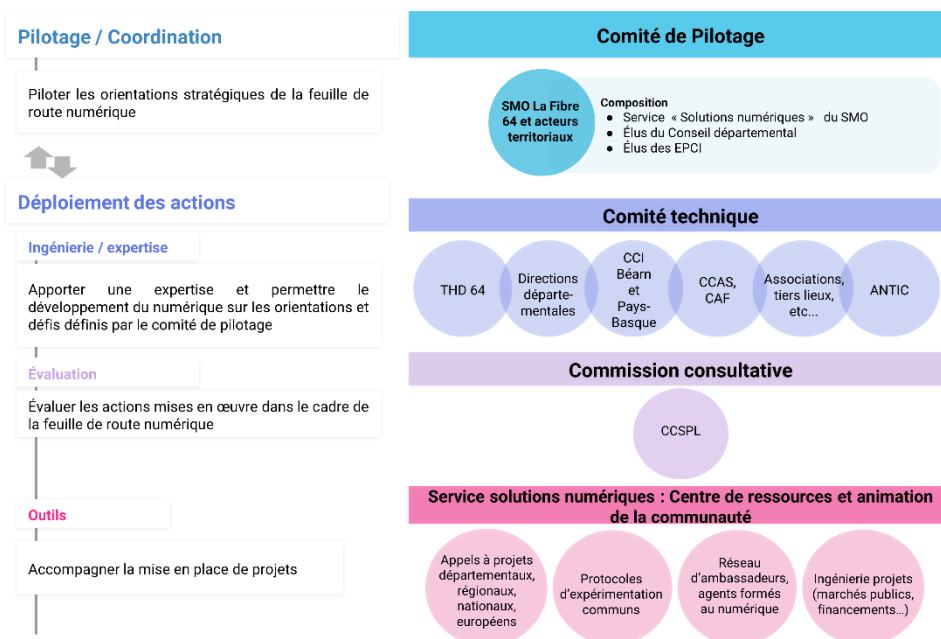 Pilotage / Coordination
Piloter les orientations stratégiques de la feuille de
route numérique
Déploiement des actions
Ingénierie / expertise
Apporter une expertise et permettre le
développement du numérique sur les orientations et
défis définis par le comité de pilotage
Évaluation
Évaluer les actions mises en œuvre dans le cadre de
la feuille de route numérique
Outils
Accompagner la mise en place de projets
Comité de Pilotage
SMO La Fibre
64 et acteurs
territoriaux
Composition
● Service « Solutions numériques » du SMO
● Élus du Conseil départemental
● Élus des EPCI
Comité technique
THD 64
Directions
départe-
mentales
CCI
Béarn
et
Pays-
Basque
CCAS,
CAF
Associations,
tiers lieux,
etc...
ANTIC
Commission consultative
CCSPL
Service solutions numériques : Centre de ressources et animation
de la communauté
Appels à projets
départementaux,
régionaux,
nationaux,
européens
Protocoles
d'expérimentation
communs
Réseau
d'ambassadeurs,
agents formés
au numérique
Ingénierie projets
(marchés publics,
financements...)